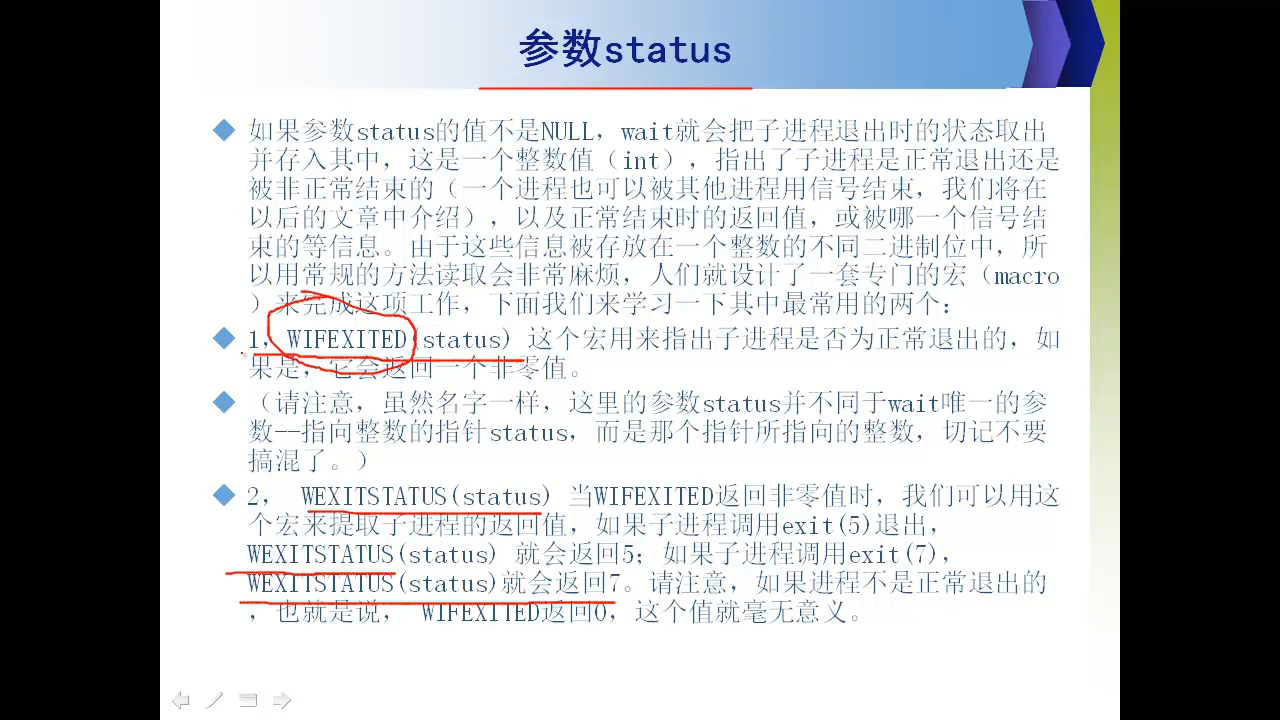 参数status
如果参数status的值不是NULL，wait就会把子进程退出时的状态取出
并存入其中，这是一个整数值（int），指出了子进程是正常退出还是
被非正常结束的（一个进程也可以被其他进程用信号结束，我们将在
以后的文章中介绍），以及正常结束时的返回值，或被哪一个信号结
束的等信息。由于这些信息被存放在一个整数的不同二进制位中，所
以用常规的方法读取会非常麻烦，人们就设计了一套专门的宏（macro
）来完成这项工作，下面我们来学习一下其中最常用的两个：
1，WIFEXITED(status) 这个宏用来指出子进程是否为正常退出的，如
果是，它会返回一个非零值。
（请注意，虽然名字一样，这里的参数status并不同于wait唯一的参
数--指向整数的指针status，而是那个指针所指向的整数，切记不要
搞混了。）
2， WEXITSTATUS(status) 当WIFEXITED返回非零值时，我们可以用这
个宏来提取子进程的返回值，如果子进程调用exit(5)退出，
WEXITSTATUS(status) 就会返回5；如果子进程调用exit(7)，
WEXITSTATUS(status)就会返回7。请注意，如果进程不是正常退出的
，也就是说， WIFEXITED返回0，这个值就毫无意义。